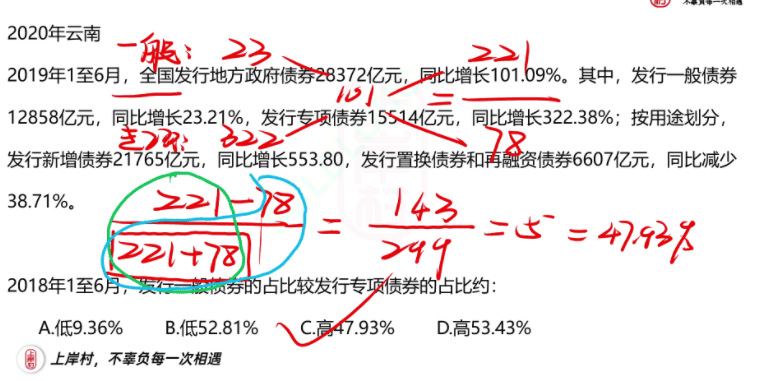 不辜负每一次相遇
2020年云南
一般: 23
221
2019年1至6月，全国发行地方政府债券28372亿元，同比增长101.09%。其中，发行一般债券
101 =
12858亿元，同比增长23.21%，发行专项债券15514亿元，同比增长322.38%；按用途划分，
322
78
发行新增债券21765亿元，同比增长553.80，发行置换债券和再融资债券6607亿元，同比减少
38.71%。
221-78
221+78
= 143
299
= = 47.93%
2018年1至6月，发行一般债券的占比较发行专项债券的占比约：
A.低9.36% B.低52.81% C.高47.93% D.高53.43%
上岸村 上岸村，不辜负每一次相遇